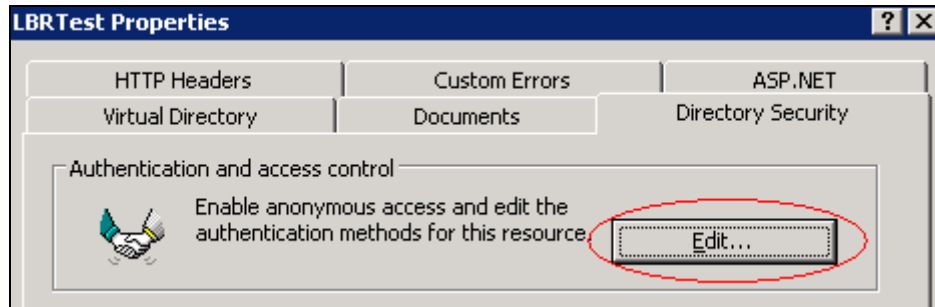 LBRTest Properties
HTTP Headers
Custom Errors
ASP.NET
Virtual Directory
Documents
Directory Security
Authentication and access control
Enable anonymous access and edit the
authentication methods for this resource.
Edit...